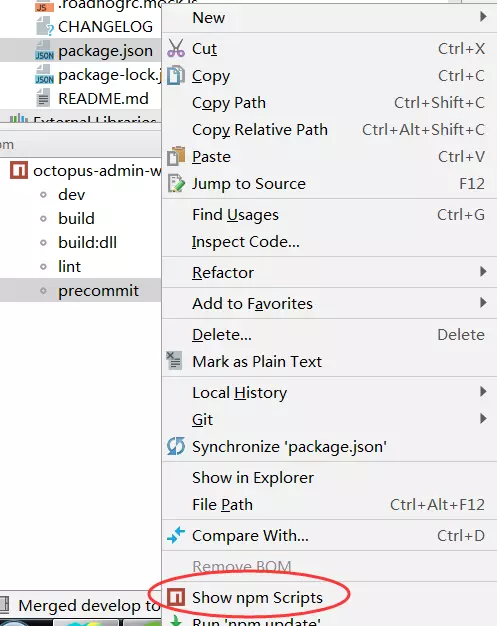 .roadhogrc.mock.js
CHANGELOG
package.json
package-lock.j
README.md
External Libraries
pm
octopus-admin-w
dev
build
build:dll
lint
precommit
Merged develop to
New
Cut Ctrl+X
Copy Ctrl+C
Copy Path Ctrl+Shift+C
Copy Relative Path Ctrl+Alt+Shift+C
Paste Ctrl+V
Jump to Source F12
Find Usages Ctrl+G
Inspect Code...
Refactor
Add to Favorites
Delete... Delete
Mark as Plain Text
Local History
Git
Synchronize 'package.json'
Show in Explorer
File Path Ctrl+Alt+F12
Compare With... Ctrl+D
Remove BOM
Show npm Scripts
Run 'npm update'